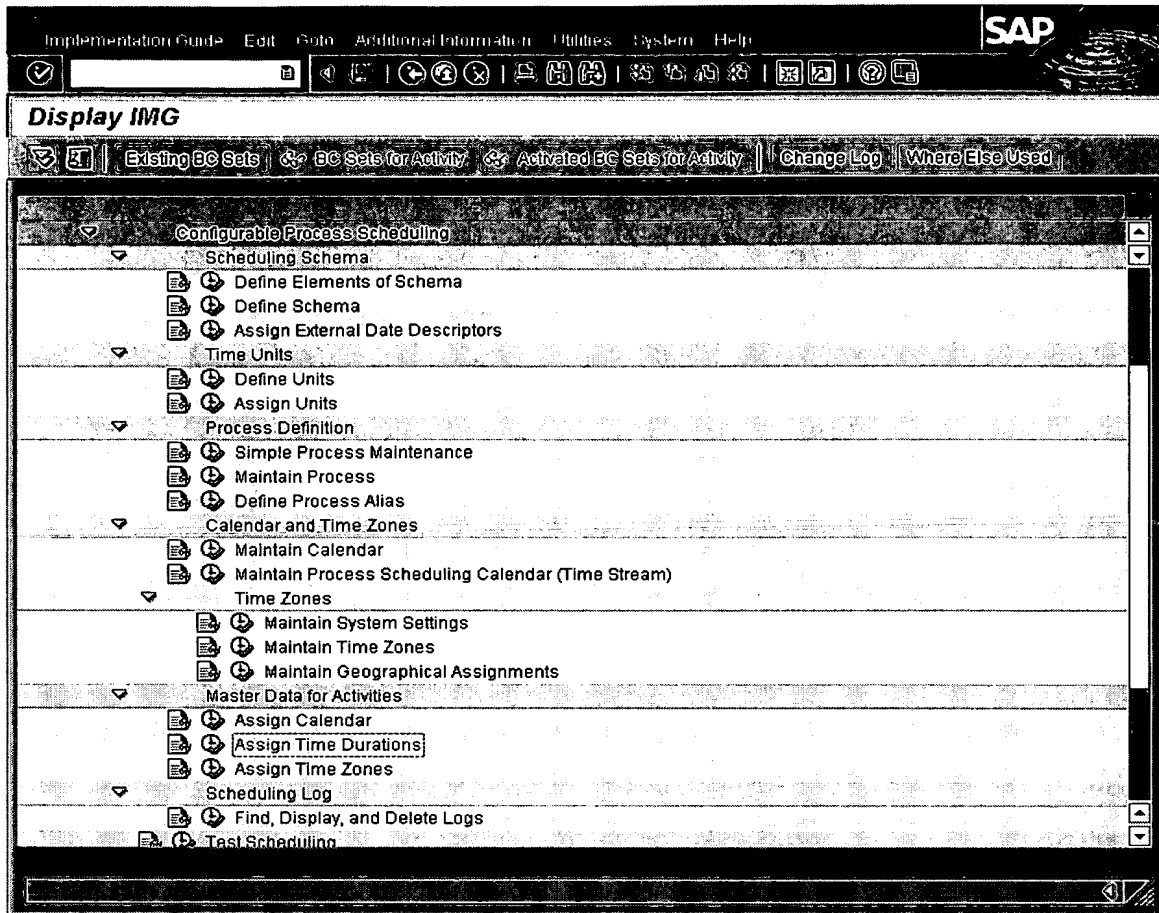 SAP
Implementation Guide Edit Goto Additional Information Utilities System Help
Display IMG
Existing BC Sets BC Sets for Activity Activated BC Sets for Activity Change Log Where Else Used
Configurable Process Scheduling
Scheduling Schema
Define Elements of Schema
Define Schema
Assign External Date Descriptors
Time Units
Define Units
Assign Units
Process Definition
Simple Process Maintenance
Maintain Process
Define Process Alias
Calendar and Time Zones
Maintain Calendar
Maintain Process Scheduling Calendar (Time Stream)
Time Zones
Maintain System Settings
Maintain Time Zones
Maintain Geographical Assignments
Master Data for Activities
Assign Calendar
Assign Time Durations
Assign Time Zones
Scheduling Log
Find, Display, and Delete Logs
Test Scheduling